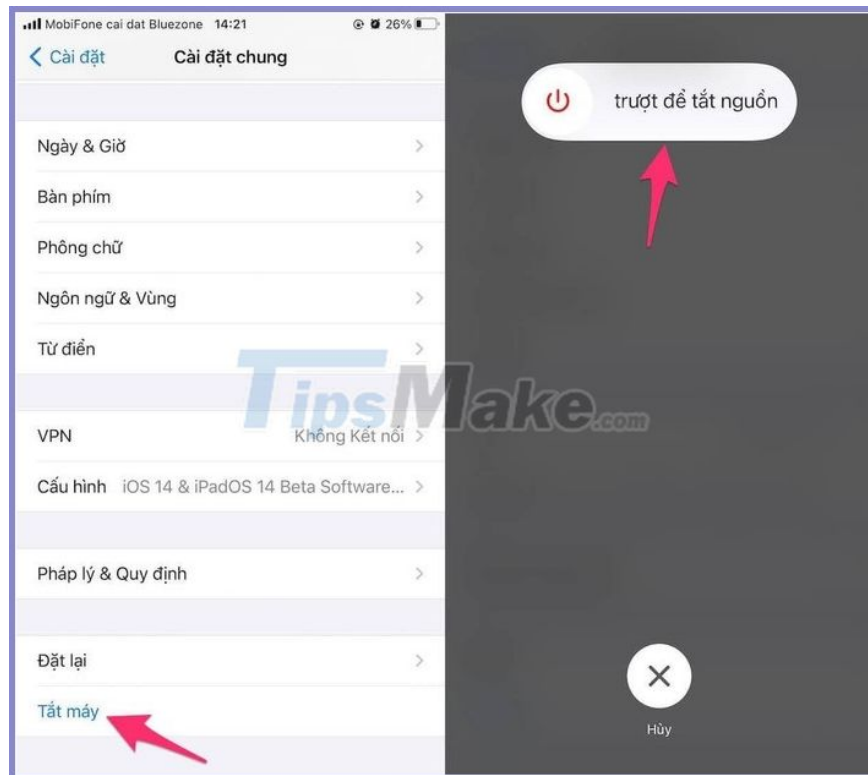 MobiFone cai dat Bluezone 14:21 26%
Cài đặt Cài đặt chung
Ngày & Giờ
Bàn phím
Phông chữ
Ngôn ngữ & Vùng
Từ điển
VPN Không Kết nối
Cấu hình iOS 14 & iPadOS 14 Beta Software...
Pháp lý & Quy định
Đặt lại
Tắt máy
trượt để tắt nguồn
TipsMake.com
Hủy